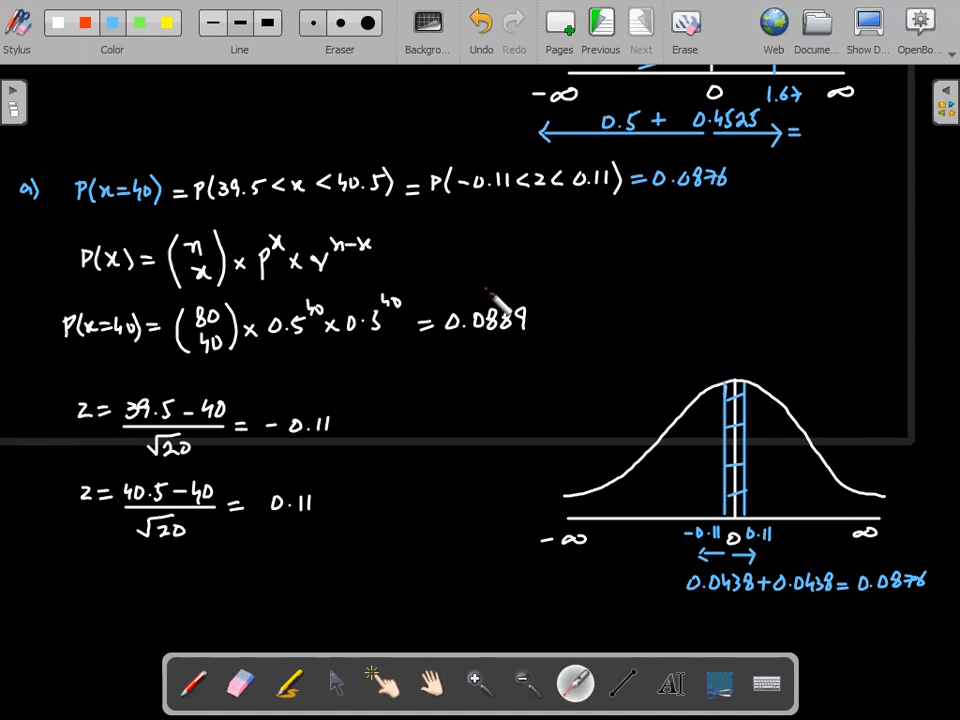 Stylus Color Line Eraser Backgro... Undo Redo Pages Previous Next Erase Web Docume... Show D... OpenBo...
1.67
-∞ 0 ∞
0.5 + 0.4525 =
a) P(x=40) = P(39.5 < x < 40.5) = P(-0.11 < Z < 0.11) = 0.0876
P(x) = (n x) × p^x × q^n-x
P(x=40) = (80 40) × 0.5^40 × 0.5^40 = 0.0889
Z = 39.5 - 40 / √20 = - 0.11
Z = 40.5 - 40 / √20 = 0.11
-∞ -0.11 0 0.11 ∞
0.0438 + 0.0438 = 0.0876
AI